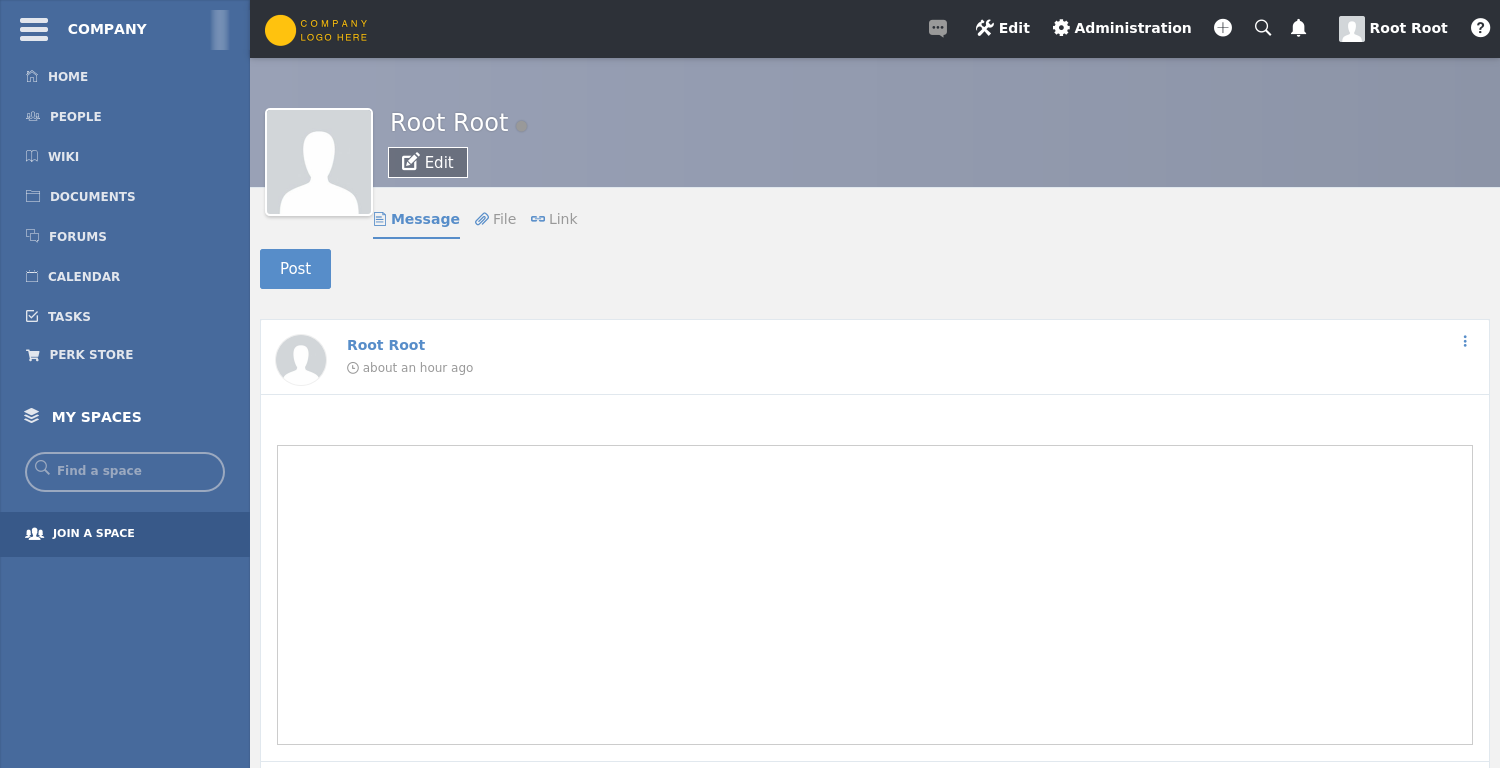 COMPANY
HOME
PEOPLE
WIKI
DOCUMENTS
FORUMS
CALENDAR
TASKS
PERK STORE
MY SPACES
Find a space
JOIN A SPACE
COMPANY
LOGO HERE
Edit
Administration
Root Root
Root Root
Edit
Message
File
Link
Post
Root Root
about an hour ago